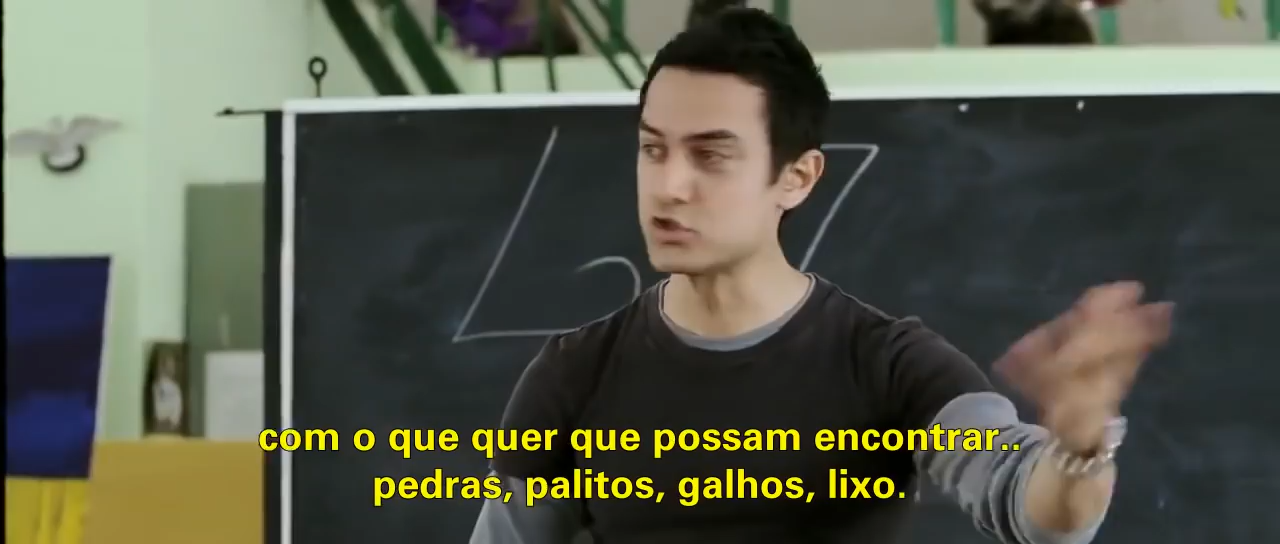 com o que quer que possam encontrar..
pedras, palitos, galhos, lixo.